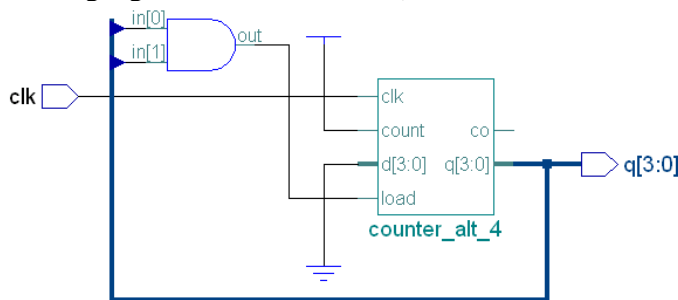 in[0]
in[1]
out
clk
clk
count
co
d[3:0]
q[3:0]
q[3:0]
load
counter_alt_4